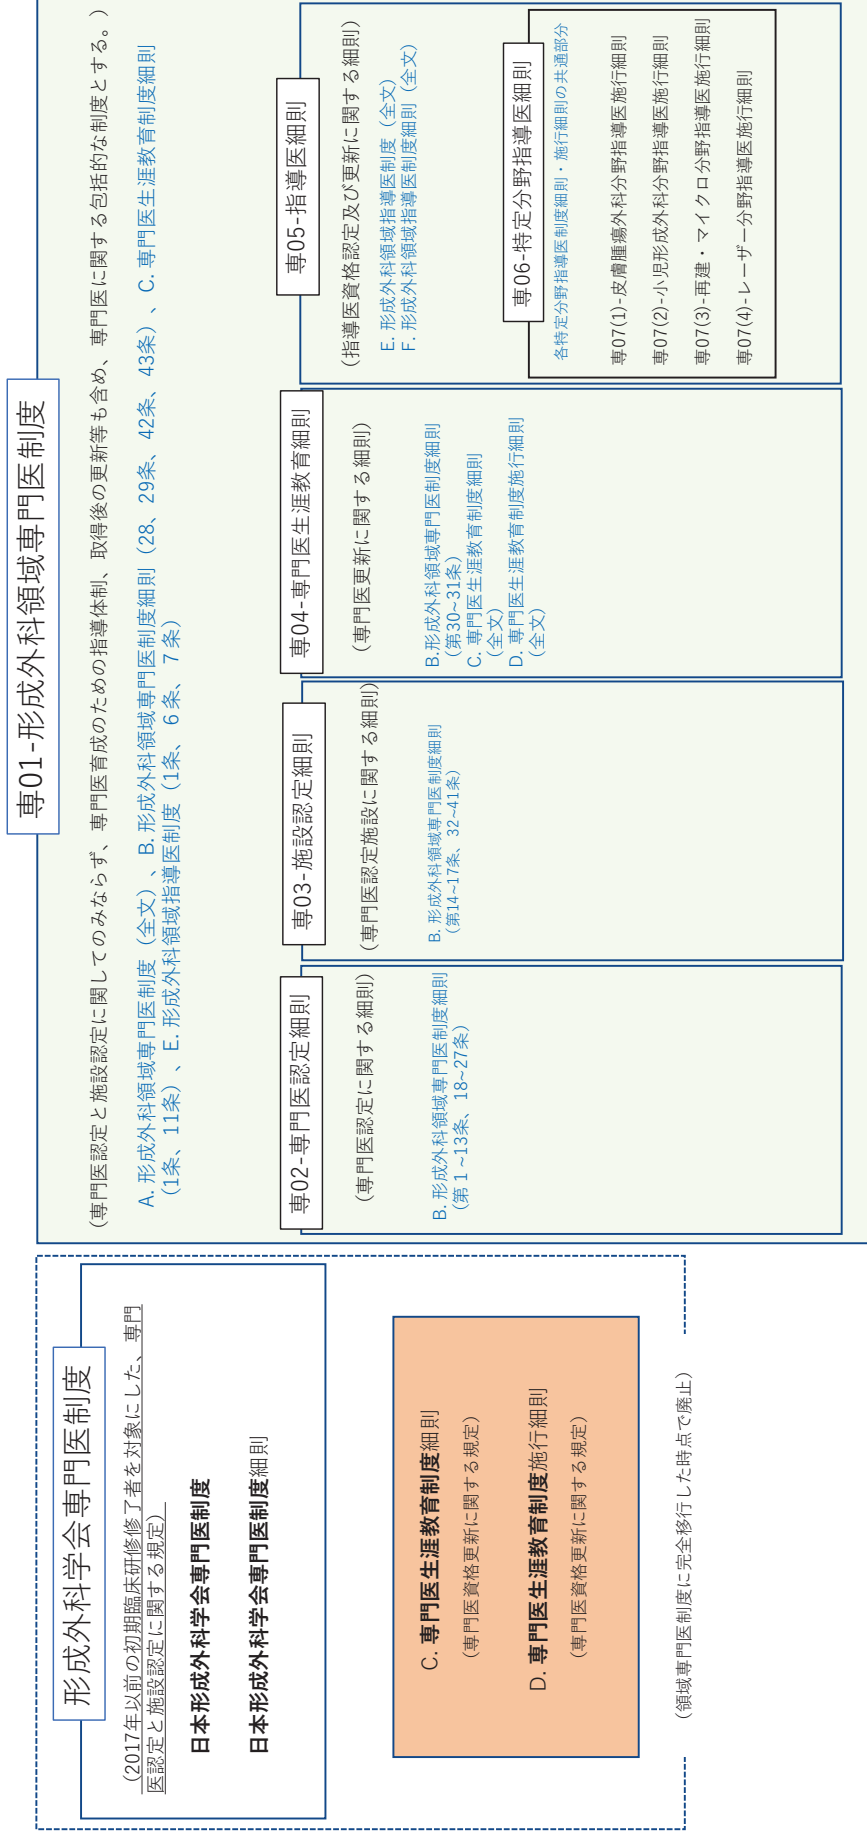 形成外科学会専門医制度
（2017年以前の初期臨床研修修了者を対象にした、専門
医認定と施設認定に関する規定）
日本形成外科学会専門医制度
日本形成外科学会専門医制度細則
C. 専門医生涯教育制度細則
（専門医資格更新に関する規定）
D. 専門医生涯教育制度施行細則
（専門医資格更新に関する規定）
（領域専門医制度に完全移行した時点で廃止）
専01-形成外科領域専門医制度
（専門医認定と施設認定に関してのみならず、専門医育成のための指導体制、取得後の更新等も含め、専門医に関する包括的な制度とする。）
A. 形成外科領域専門医制度（全文）、B. 形成外科領域専門医制度細則（28、29条、42条、43条）、C. 専門医生涯教育制度細則
（1条、11条）、E. 形成外科領域指導医制度（1条、６条、７条）
専02-専門医認定細則
（専門医認定に関する細則）
B. 形成外科領域専門医制度細則
（第１~13条、18~27条）
専03-施設認定細則
（専門医認定施設に関する細則）
B. 形成外科領域専門医制度細則
（第14~17条、32~41条）
専04-専門医生涯教育細則
（専門医更新に関する細則）
B.形成外科領域専門医制度細則
（第30~31条）
C. 専門医生涯教育制度細則
（全文）
D. 専門医生涯教育制度施行細則
（全文）
専05-指導医細則
（指導医資格認定及び更新に関する細則）
E. 形成外科領域指導医制度（全文）
F. 形成外科領域指導医制度細則（全文）
専06-特定分野指導医細則
各特定分野指導医制度細則・施行細則の共通部分
専07(1)-皮膚腫瘍外科分野指導医施行細則
専07(2)-小児形成外科分野指導医施行細則
専07(3)-再建・マイクロ分野指導医施行細則
専07(4)-レーザー分野指導医施行細則